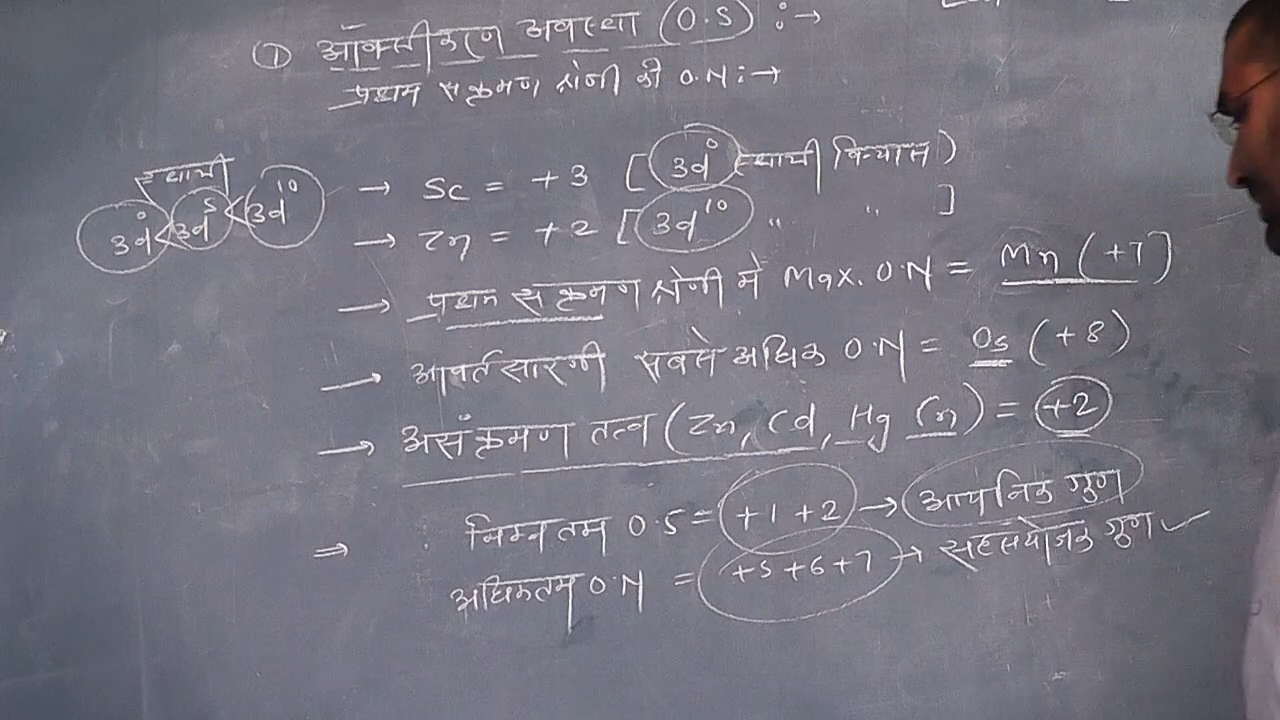 ① ऑक्सीकरण अवस्था (O.S) :→
प्रथम संक्रमण श्रेणी की O.N :→
स्थायी
3d⁰ < 3d⁵ < 3d¹⁰
→ Sc = +3 [3d⁰ स्थायी विन्यास)
→ Zn = +2 [3d¹⁰ " " ]
→ प्रथम संक्रमण श्रेणी में Max. O.N = Mn (+7]
→ आवर्तसारणी सबसे अधिक O.N = Os (+8)
→ असंक्रमण तत्व (Zn, Cd, Hg Cn) = +2
⇒ निम्नतम O.S = +1 +2 → आयनिक गुण
अधिकतम O.N = +5 +6 +7 → सहसंयोजक गुण ✓